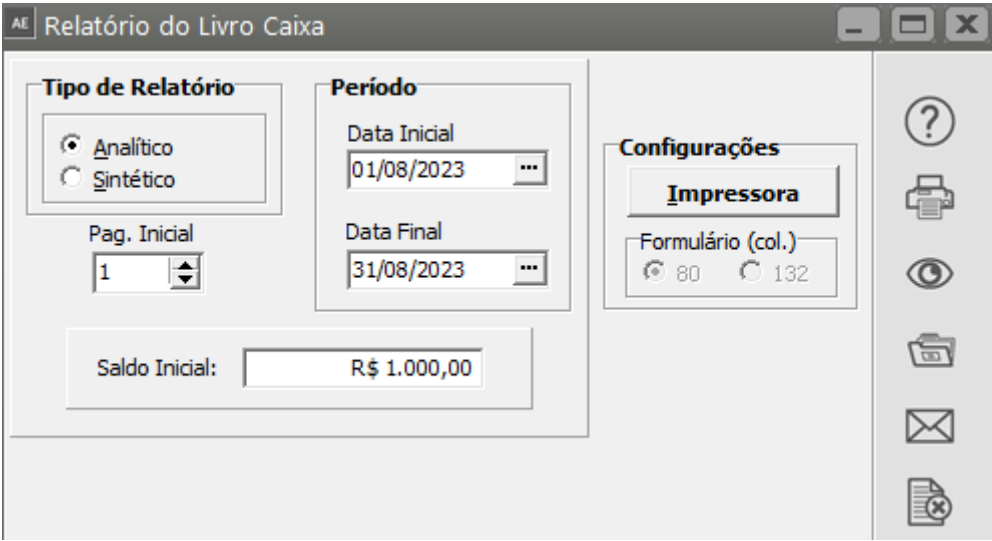 AE Relatório do Livro Caixa
Tipo de Relatório
Analítico
Sintético
Pag. Inicial
1
Período
Data Inicial
01/08/2023 ...
Data Final
31/08/2023 ...
Configurações
Impressora
Formulário (col.)
80 132
Saldo Inicial: R$ 1.000,00